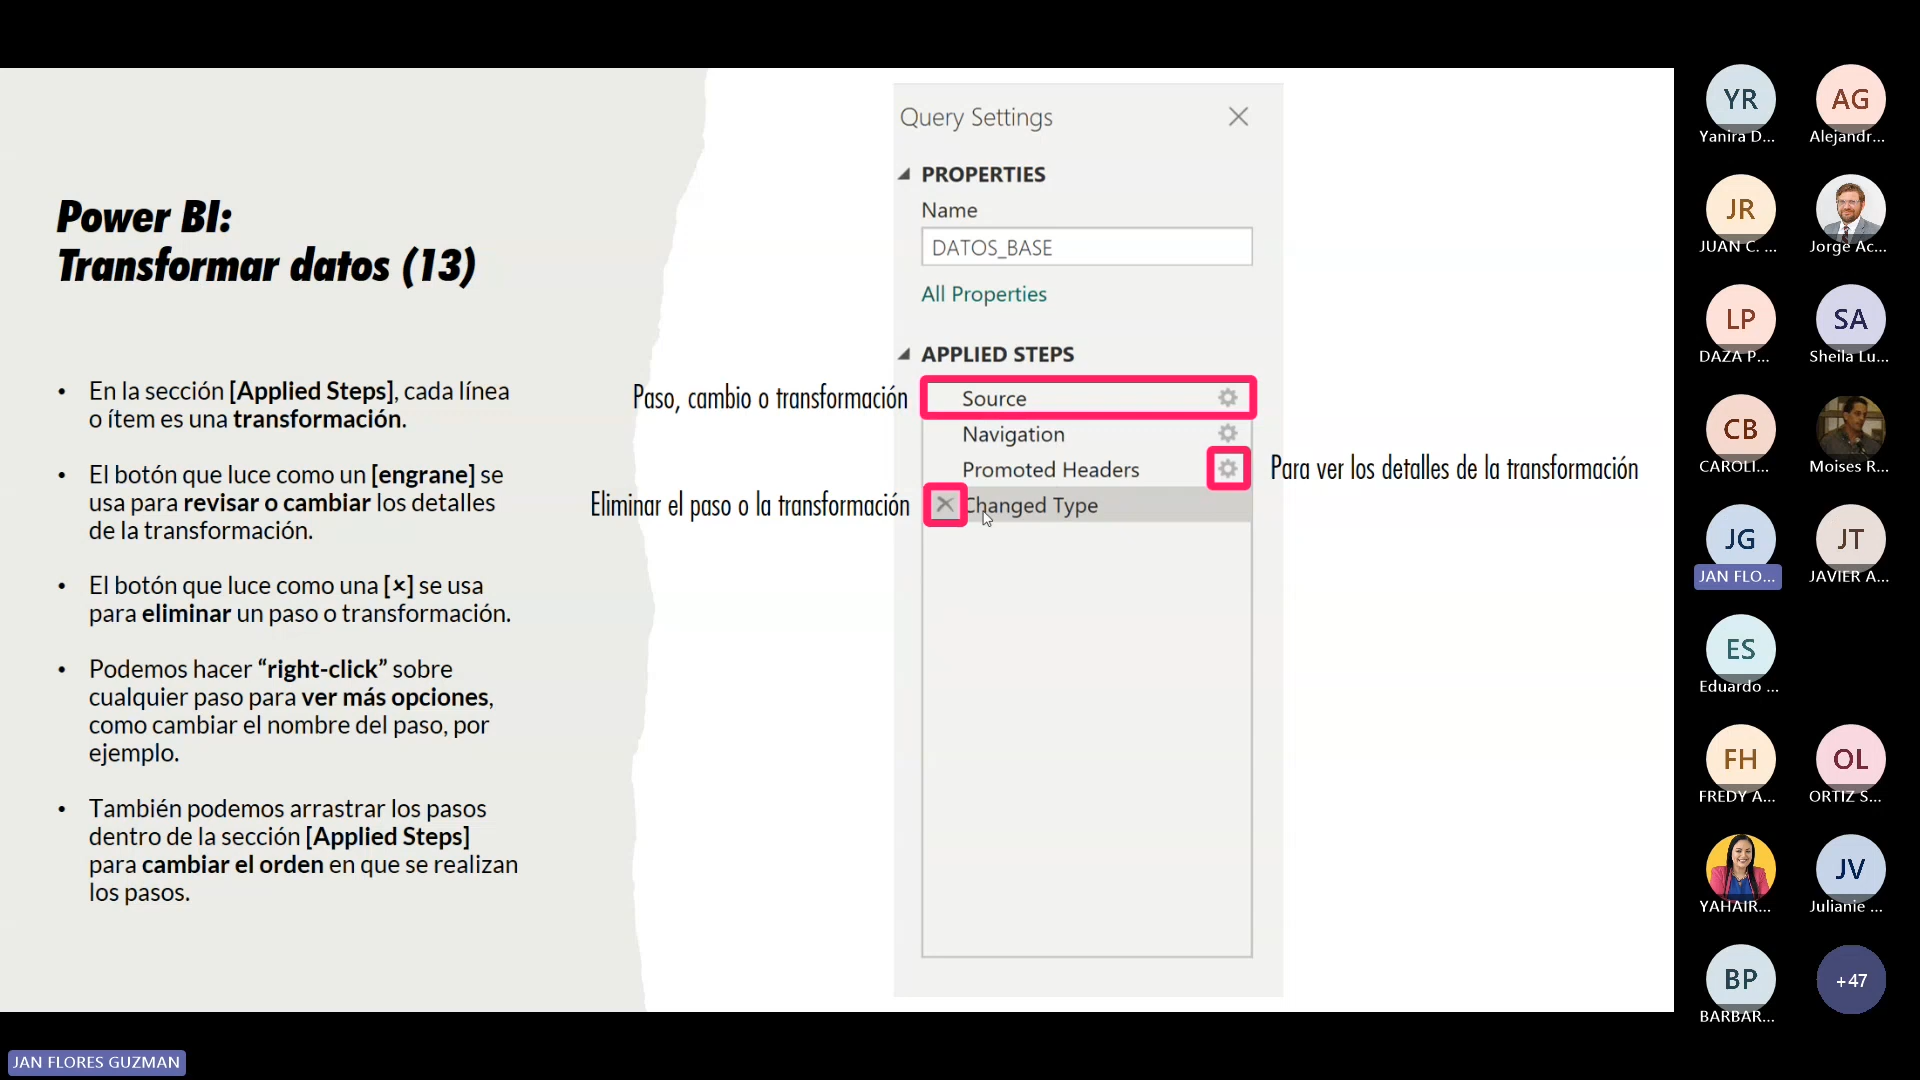 Power BI:
Transformar datos (13)
• En la sección [Applied Steps], cada línea
o ítem es una transformación.
• El botón que luce como un [engrane] se
usa para revisar o cambiar los detalles
de la transformación.
• El botón que luce como una [×] se usa
para eliminar un paso o transformación.
• Podemos hacer “right-click” sobre
cualquier paso para ver más opciones,
como cambiar el nombre del paso, por
ejemplo.
• También podemos arrastrar los pasos
dentro de la sección [Applied Steps]
para cambiar el orden en que se realizan
los pasos.
Query Settings
PROPERTIES
Name
DATOS_BASE
All Properties
APPLIED STEPS
Paso, cambio o transformación
Source
Navigation
Promoted Headers
Para ver los detalles de la transformación
Eliminar el paso o la transformación
Changed Type
YR
Yanira D...
AG
Alejandr...
JR
JUAN C. ...
Jorge Ac...
LP
DAZA P...
SA
Sheila Lu...
CB
CAROLI...
Moises R...
JG
JAN FLO...
JT
JAVIER A...
ES
Eduardo ...
FH
FREDY A...
OL
ORTIZ S...
YAHAIR...
JV
Julianie ...
BP
BARBAR...
+47
JAN FLORES GUZMAN